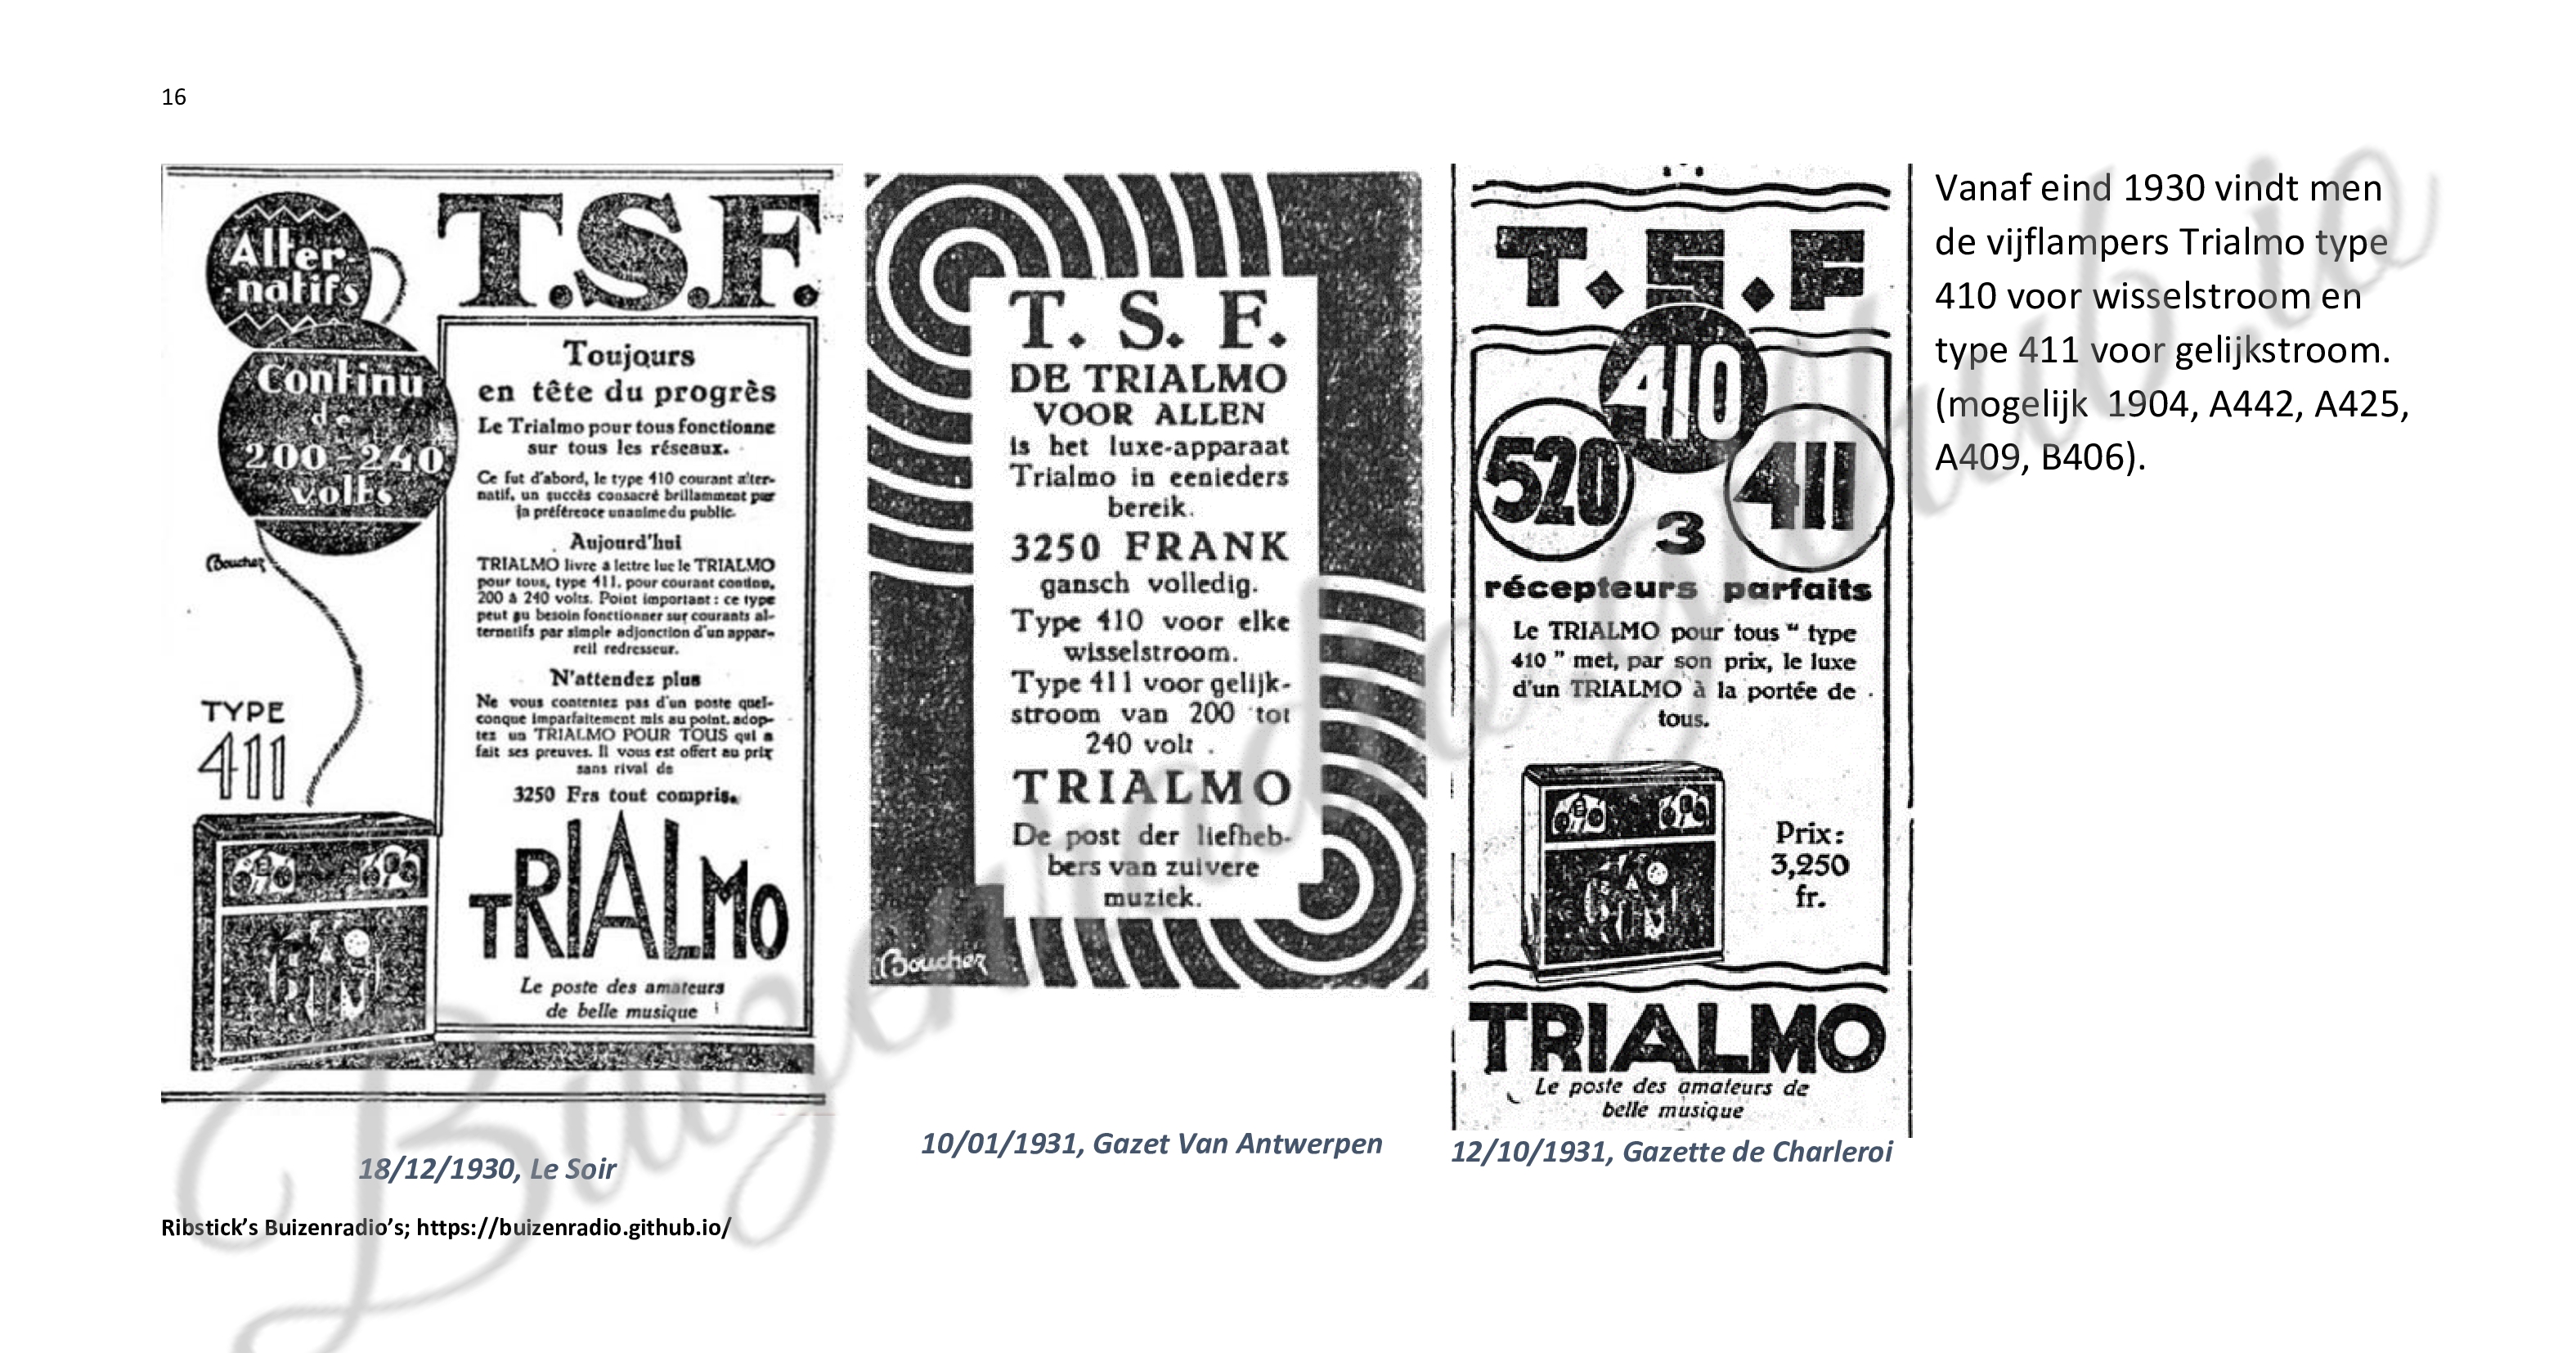 16
Alter-
-natifs
Continu
de
200-240
volts
Boucher
TYPE
411
T.S.F.
Toujours
en tête du progrès
Le Trialmo pour tous fonctionne
sur tous les réseaux.
Ce fut d'abord, le type 410 courant alter-
natif, un succès consacré brillamment par
la préférence unanime du public.
Aujourd'hui
TRIALMO livre a lettre lue le TRIALMO
pour tous, type 411, pour courant continu,
200 à 240 volts. Point important : ce type
peut au besoin fonctionner sur courants al-
ternatifs par simple adjonction d'un appar-
reil redresseur.
N'attendez plus
Ne vous contentez pas d'un poste quel-
conque imparfaitement mis au point, adop-
tez un TRIALMO POUR TOUS qui a
fait ses preuves. Il vous est offert au prix
sans rival de
3250 Frs tout compris.
TRIALMO
Le poste des amateurs
de belle musique
18/12/1930, Le Soir
T. S. F.
DE TRIALMO
VOOR ALLEN
is het luxe-apparaat
Trialmo in eenieders
bereik.
3250 FRANK
gansch volledig.
Type 410 voor elke
wisselstroom.
Type 411 voor gelijk-
stroom van 200 tot
240 volt .
TRIALMO
De post der liefheb-
bers van zuivere
muziek.
Boucher
10/01/1931, Gazet Van Antwerpen
T.S.F
410
520
411
3
récepteurs parfaits
Le TRIALMO pour tous " type
410 " met, par son prix, le luxe
d'un TRIALMO à la portée de
tous.
Prix:
3,250
fr.
TRIALMO
Le poste des amateurs de
belle musique
12/10/1931, Gazette de Charleroi
Vanaf eind 1930 vindt men
de vijflampers Trialmo type
410 voor wisselstroom en
type 411 voor gelijkstroom.
(mogelijk 1904, A442, A425,
A409, B406).
Ribstick's Buizenradio's; https://buizenradio.github.io/
Buizenradio.github.io